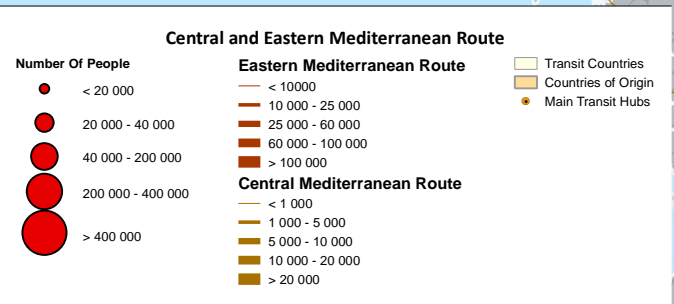 Central and Eastern Mediterranean Route
Number Of People
< 20 000
20 000 - 40 000
40 000 - 200 000
200 000 - 400 000
> 400 000
Eastern Mediterranean Route
< 10000
10 000 - 25 000
25 000 - 60 000
60 000 - 100 000
> 100 000
Central Mediterranean Route
< 1 000
1 000 - 5 000
5 000 - 10 000
10 000 - 20 000
> 20 000
Transit Countries
Countries of Origin
Main Transit Hubs